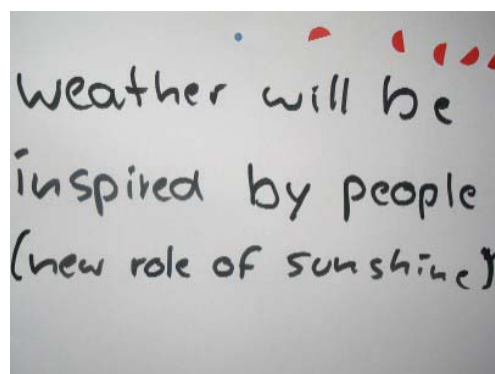 weather will be
inspired by people
(new role of sunshine)